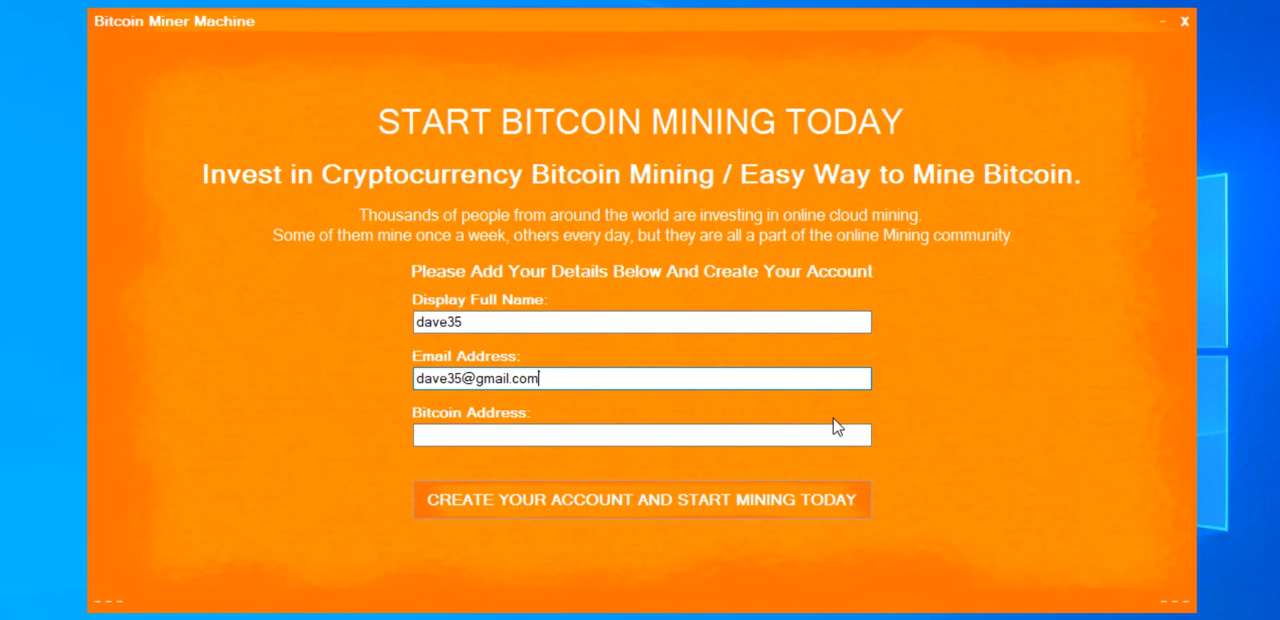 Bitcoin Miner Machine
- X
START BITCOIN MINING TODAY
Invest in Cryptocurrency Bitcoin Mining / Easy Way to Mine Bitcoin.
Thousands of people from around the world are investing in online cloud mining.
Some of them mine once a week, others every day, but they are all a part of the online Mining community.
Please Add Your Details Below And Create Your Account
Display Full Name:
dave35
Email Address:
dave35@gmail.com
Bitcoin Address:
CREATE YOUR ACCOUNT AND START MINING TODAY
--- ---